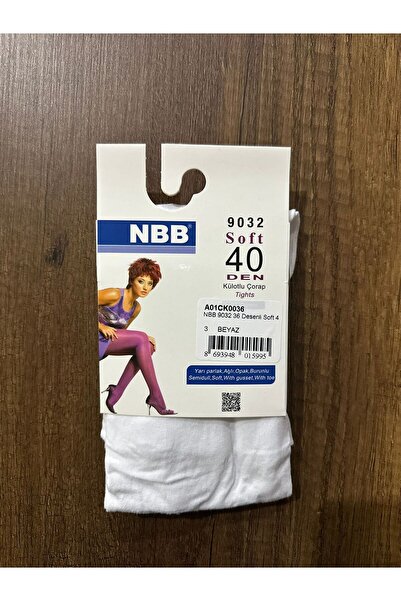 NBB
9032
Soft
40
DEN
Külotlu Çorap
Tights
A01CK0036
NBB 9032 36 Desenli Soft 4
3 BEYAZ
8 693948 015995
Yarı parlak,Ağlı,Opak,Burunlu
Semidull,Soft,With gusset,With toe